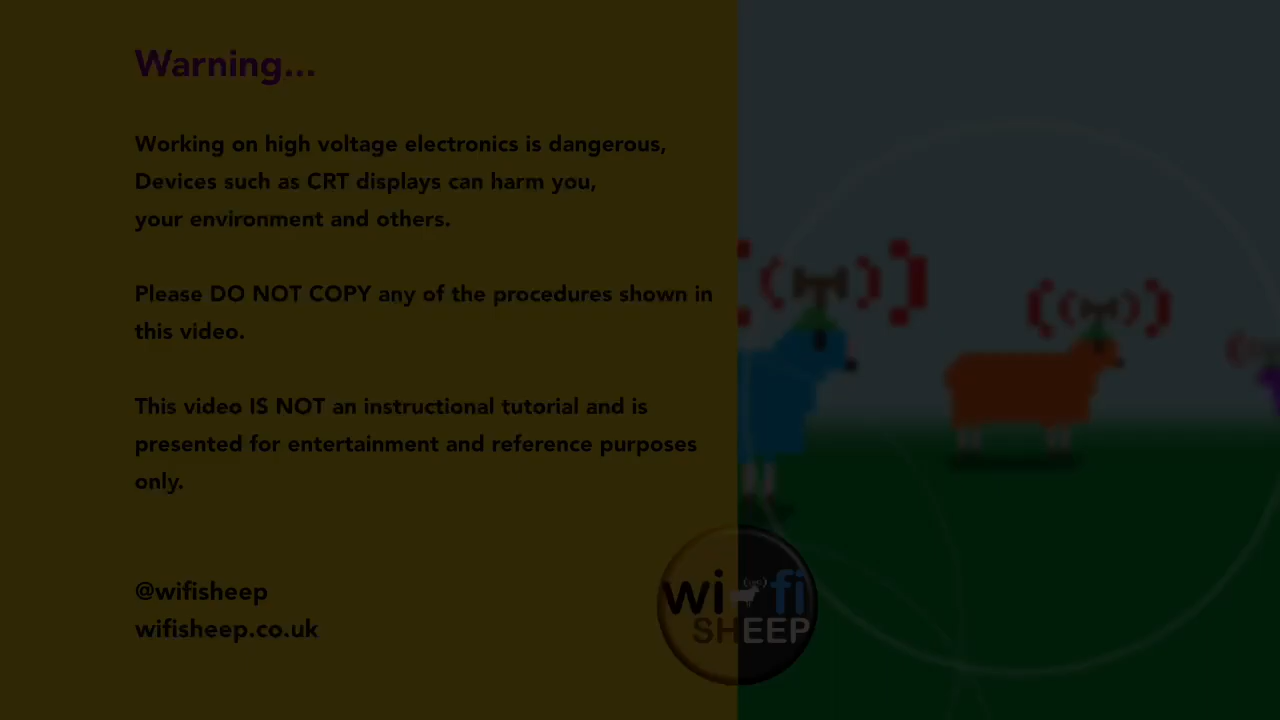 Warning...
Working on high voltage electronics is dangerous,
Devices such as CRT displays can harm you,
your environment and others.
Please DO NOT COPY any of the procedures shown in
this video.
This video IS NOT an instructional tutorial and is
presented for entertainment and reference purposes
only.
@wifisheep
wifisheep.co.uk
wi fi
SHEEP